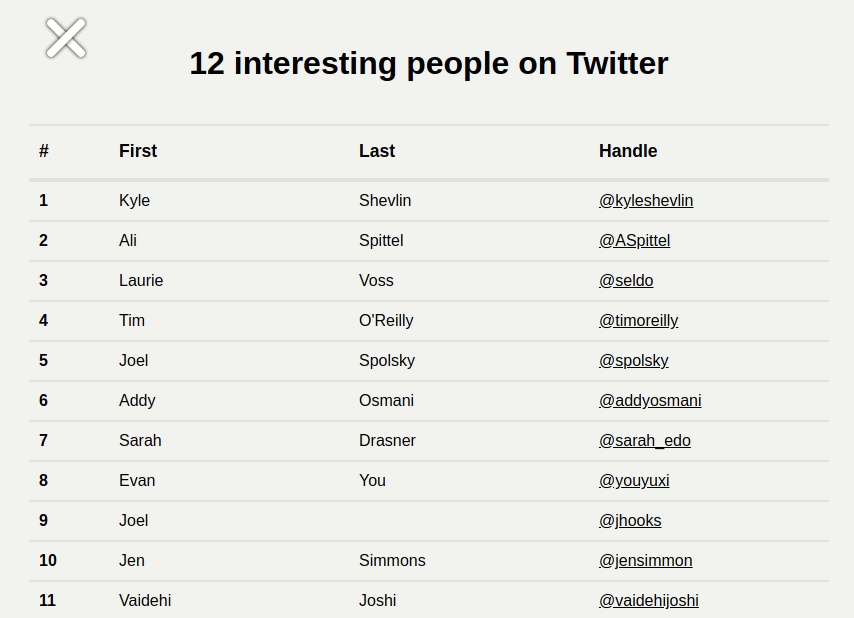 12 interesting people on Twitter
# First Last Handle
1 Kyle Shevlin @kyleshevlin
2 Ali Spittel @ASpittel
3 Laurie Voss @seldo
4 Tim O'Reilly @timoreilly
5 Joel Spolsky @spolsky
6 Addy Osmani @addyosmani
7 Sarah Drasner @sarah_edo
8 Evan You @youyuxi
9 Joel @jhooks
10 Jen Simmons @jensimmon
11 Vaidehi Joshi @vaidehijoshi